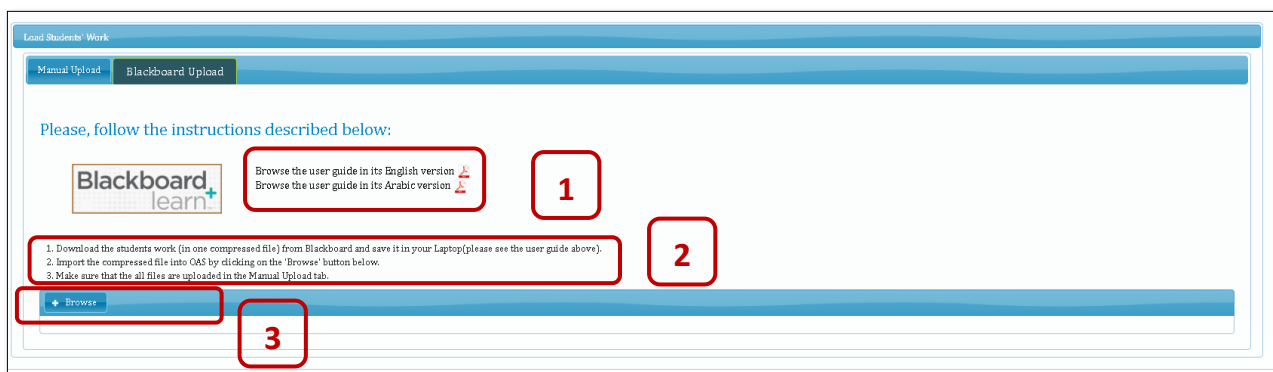 Load Students' Work
Manual Upload
Blackboard Upload
Please, follow the instructions described below:
Blackboard
learn
+
Browse the user guide in its English version
Browse the user guide in its Arabic version
1
1. Download the students work (in one compressed file) from Blackboard and save it in your Laptop(please see the user guide above).
2. Import the compressed file into OAS by clicking on the 'Browse' button below.
3. Make sure that the all files are uploaded in the Manual Upload tab.
2
+ Browse
3